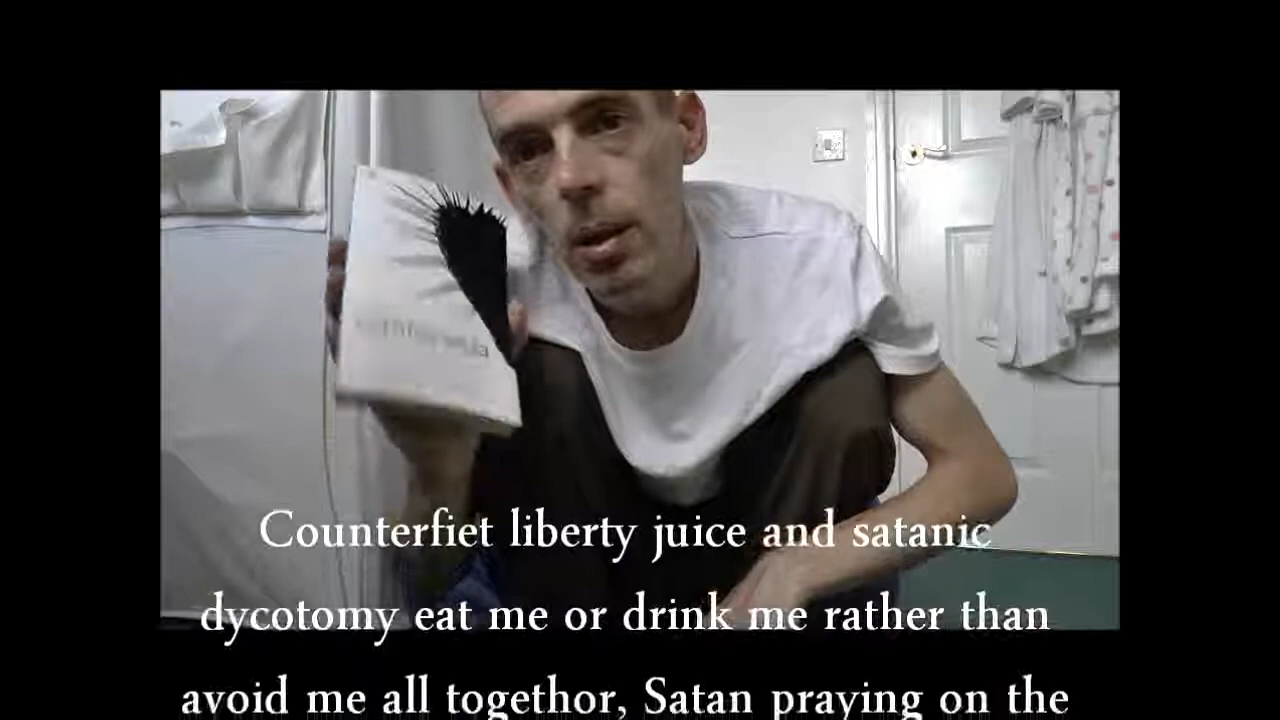 Counterfiet liberty juice and satanic
dycotomy eat me or drink me rather than
avoid me all togethor, Satan praying on the